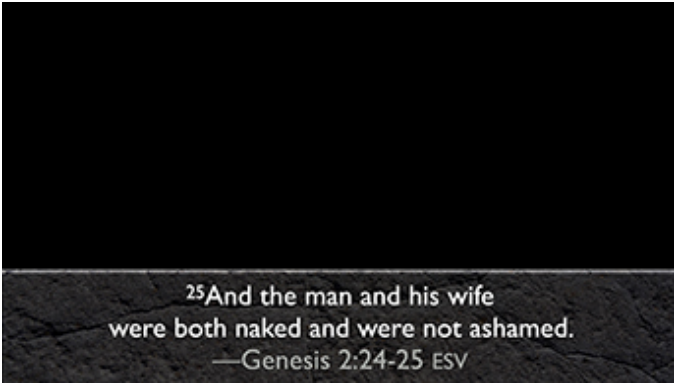 ²⁵And the man and his wife
were both naked and were not ashamed.
—Genesis 2:24-25 ESV